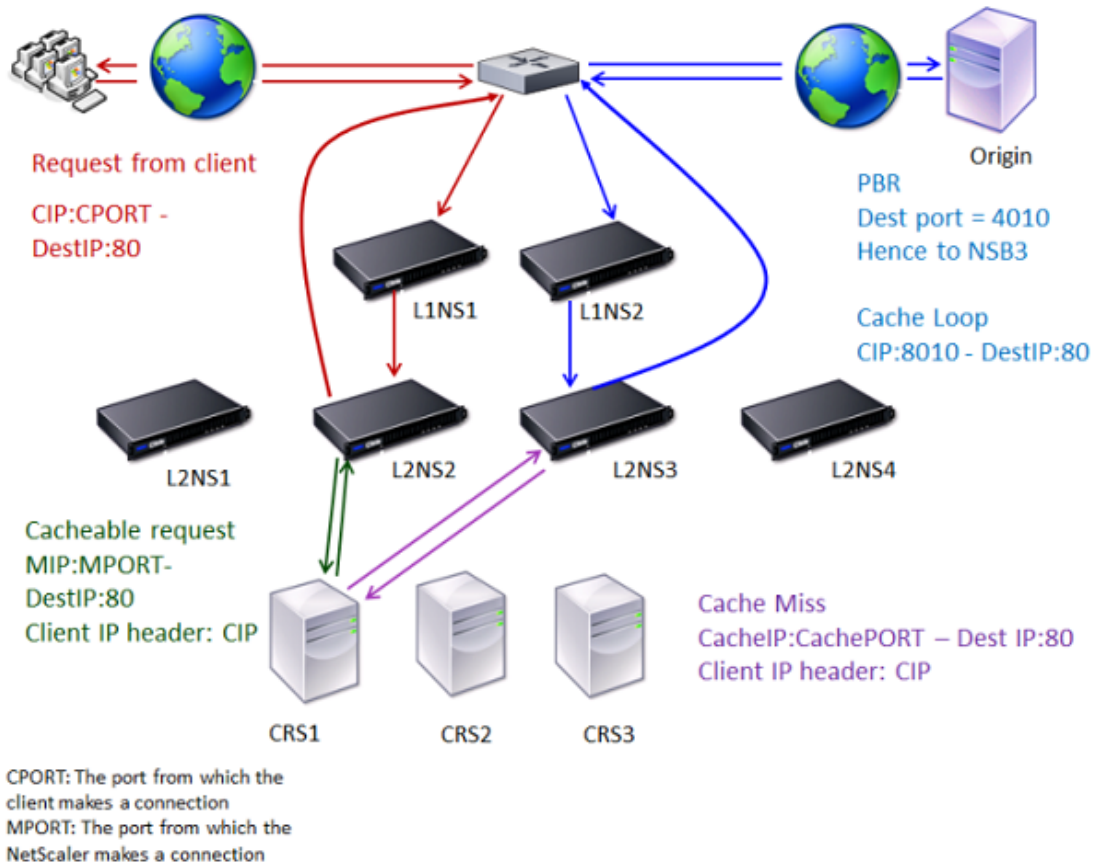 Origin
Request from client
CIP:CPORT -
DestIP:80
PBR
Dest port = 4010
Hence to NSB3
Cache Loop
CIP:8010 - DestIP:80
L1NS1
L1NS2
L2NS1
L2NS2
L2NS3
L2NS4
Cacheable request
MIP:MPORT-
DestIP:80
Client IP header: CIP
Cache Miss
CacheIP:CachePORT – Dest IP:80
Client IP header: CIP
CRS1
CRS2
CRS3
CPORT: The port from which the
client makes a connection
MPORT: The port from which the
NetScaler makes a connection